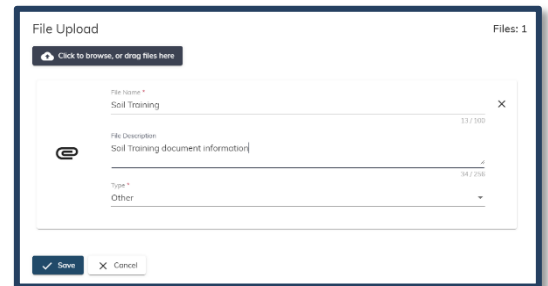 File Upload
Files: 1
Click to browse, or drag files here
File Name *
Soil Training
13 / 100
File Description
Soil Training document information
34 / 256
Type *
Other
Save
Cancel